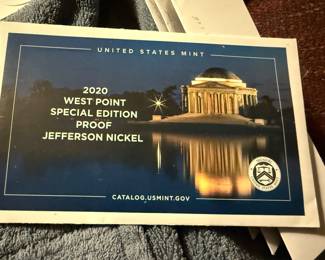 UNITED STATES MINT
2020
WEST POINT
SPECIAL EDITION
PROOF
JEFFERSON NICKEL
CATALOG.USMINT.GOV